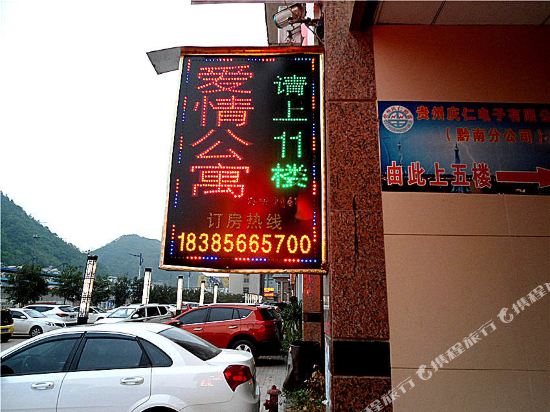 爱情公寓
请上11楼
订房热线
18385665700
贵州庆仁电子有限
(黔南分公司)
由此上五楼
携程旅行 e携程旅行